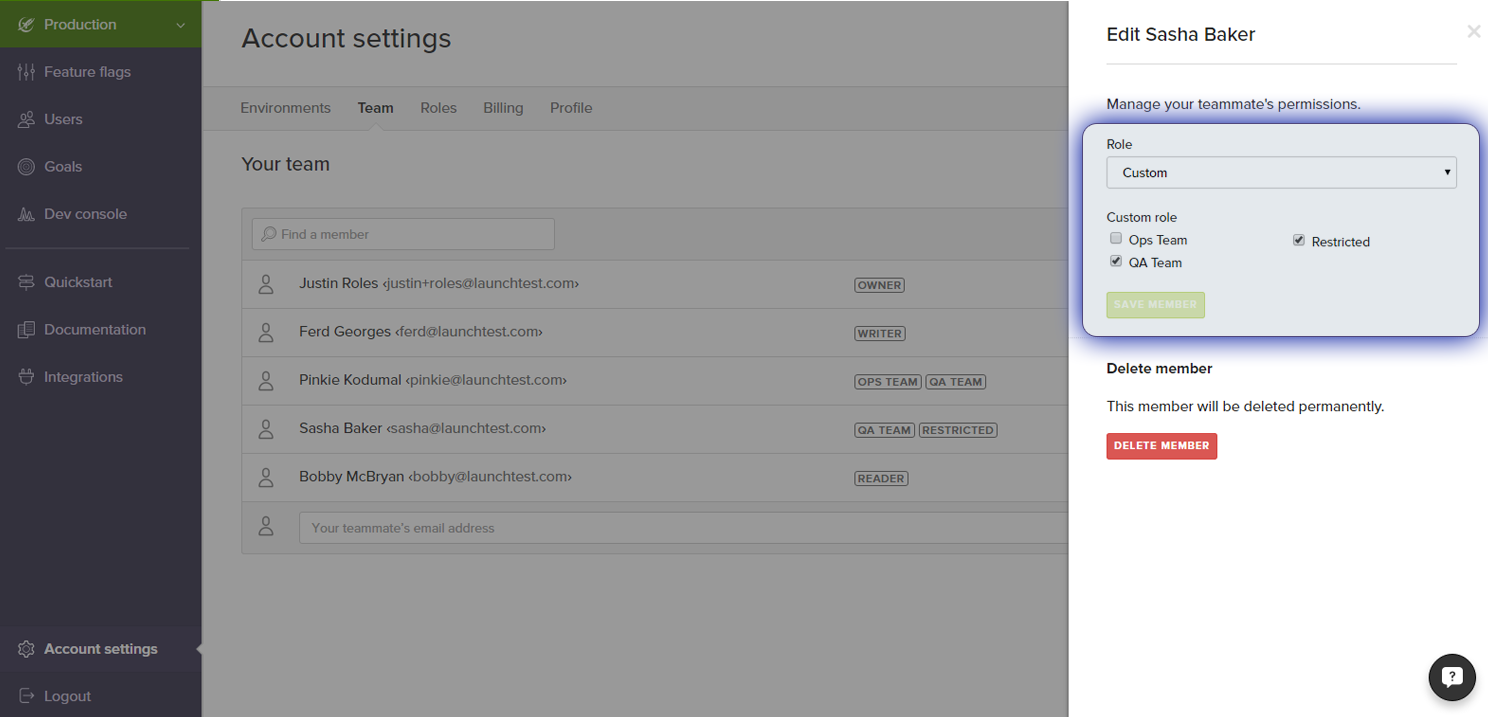 Production
Feature flags
Users
Goals
Dev console
Quickstart
Documentation
Integrations
Account settings
Logout
Account settings
Environments Team Roles Billing Profile
Your team
Find a member
Justin Roles ‹justin+roles@launchtest.com› OWNER
Ferd Georges ‹ferd@launchtest.com› WRITER
Pinkie Kodumal ‹pinkie@launchtest.com› OPS TEAM QA TEAM
Sasha Baker ‹sasha@launchtest.com› QA TEAM RESTRICTED
Bobby McBryan ‹bobby@launchtest.com› READER
Your teammate's email address
Edit Sasha Baker ×
Manage your teammate's permissions.
Role
Custom
Custom role
Ops Team Restricted
QA Team
SAVE MEMBER
Delete member
This member will be deleted permanently.
DELETE MEMBER
?